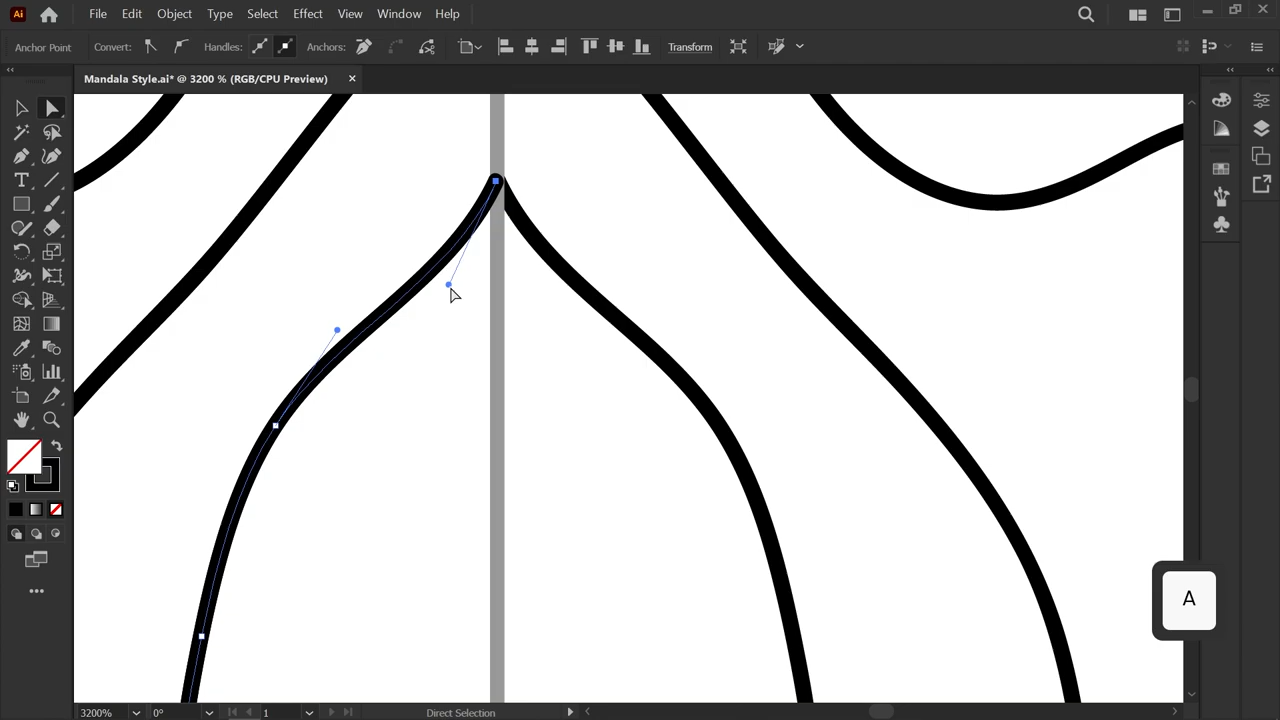 Ai File Edit Object Type Select Effect View Window Help
Anchor Point Convert: Handles: Anchors: Transform
Mandala Style.ai* @ 3200 % (RGB/CPU Preview)
A
3200% 0° 1 Direct Selection